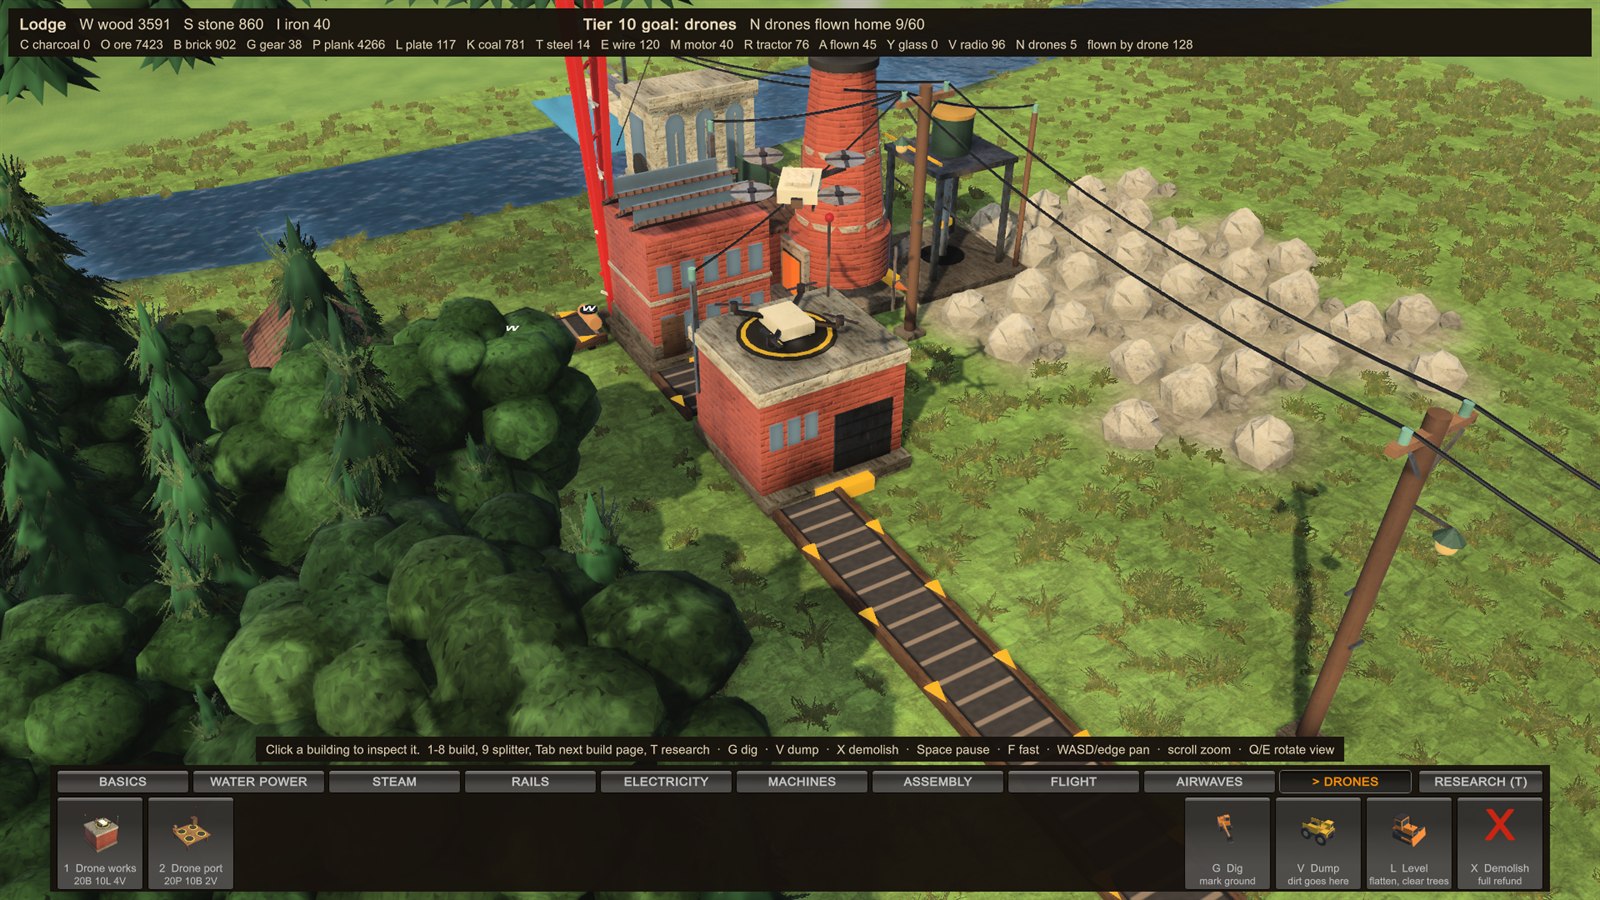 Lodge W wood 3591 S stone 860 I iron 40 Tier 10 goal: drones N drones flown home 9/60
C charcoal 0 O ore 7423 B brick 902 G gear 38 P plank 4266 L plate 117 K coal 781 T steel 14 E wire 120 M motor 40 R tractor 76 A flown 45 Y glass 0 V radio 96 N drones 5 flown by drone 128
W
W
Click a building to inspect it. 1-8 build, 9 splitter, Tab next build page, T research · G dig · V dump · X demolish · Space pause · F fast · WASD/edge pan · scroll zoom · Q/E rotate view
BASICS WATER POWER STEAM RAILS ELECTRICITY MACHINES ASSEMBLY FLIGHT AIRWAVES > DRONES RESEARCH (T)
1 Drone works 2 Drone port G Dig V Dump L Level X Demolish
20B 10L 4V 20P 10B 2V mark ground dirt goes here flatten, clear trees full refund